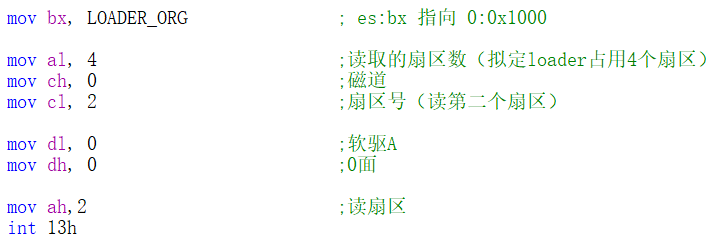 mov bx, LOADER_ORG ; es:bx 指向 0:0x1000
mov al, 4 ;读取的扇区数（拟定loader占用4个扇区）
mov ch, 0 ;磁道
mov cl, 2 ;扇区号（读第二个扇区）
mov dl, 0 ;软驱A
mov dh, 0 ;0面
mov ah,2 ;读扇区
int 13h